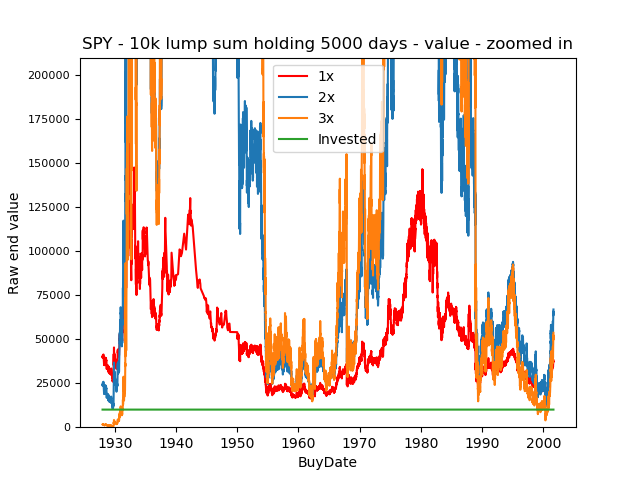 SPY - 10k lump sum holding 5000 days - value - zoomed in
1x
2x
3x
Invested
Raw end value
200000
175000
150000
125000
100000
75000
50000
25000
0
1930 1940 1950 1960 1970 1980 1990 2000
BuyDate